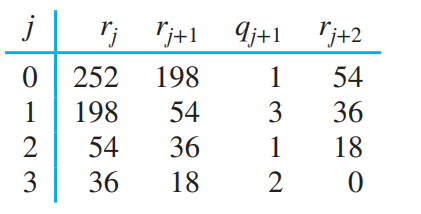 j r_j r_{j+1} q_{j+1} r_{j+2}
0 252 198 1 54
1 198 54 3 36
2 54 36 1 18
3 36 18 2 0